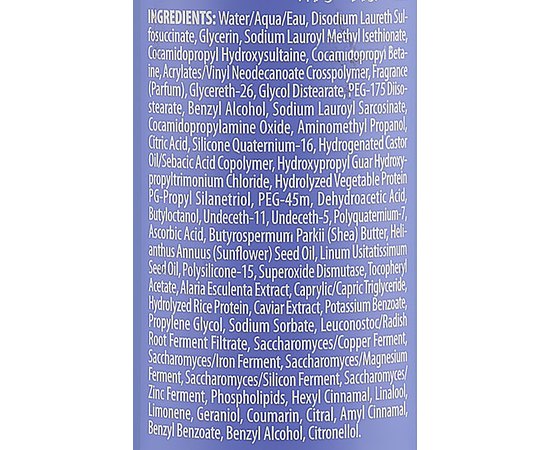 INGREDIENTS: Water/Aqua/Eau, Disodium Laureth Sul-
fosuccinate, Glycerin, Sodium Lauroyl Methyl Isethionate,
Cocamidopropyl Hydroxysultaine, Cocamidopropyl Beta-
ine, Acrylates/Vinyl Neodecanoate Crosspolymer, Fragrance
(Parfum), Glycereth-26, Glycol Distearate, PEG-175 Diiso-
stearate, Benzyl Alcohol, Sodium Lauroyl Sarcosinate,
Cocamidopropylamine Oxide, Aminomethyl Propanol,
Citric Acid, Silicone Quaternium-16, Hydrogenated Castor
Oil/Sebacic Acid Copolymer, Hydroxypropyl Guar Hydroxy-
propyltrimonium Chloride, Hydrolyzed Vegetable Protein
PG-Propyl Silanetriol, PEG-45m, Dehydroacetic Acid,
Butyloctanol, Undeceth-11, Undeceth-5, Polyquaternium-7,
Ascorbic Acid, Butyrospermum Parkii (Shea) Butter, Heli-
anthus Annuus (Sunflower) Seed Oil, Linum Usitatissimum
Seed Oil, Polysilicone-15, Superoxide Dismutase, Tocopheryl
Acetate, Alaria Esculenta Extract, Caprylic/Capric Triglyceride,
Hydrolyzed Rice Protein, Caviar Extract, Potassium Benzoate,
Propylene Glycol, Sodium Sorbate, Leuconostoc/Radish
Root Ferment Filtrate, Saccharomyces/Copper Ferment,
Saccharomyces/Iron Ferment, Saccharomyces/Magnesium
Ferment, Saccharomyces/Silicon Ferment, Saccharomyces/
Zinc Ferment, Phospholipids, Hexyl Cinnamal, Linalool,
Limonene, Geraniol, Coumarin, Citral, Amyl Cinnamal,
Benzyl Benzoate, Benzyl Alcohol, Citronellol.